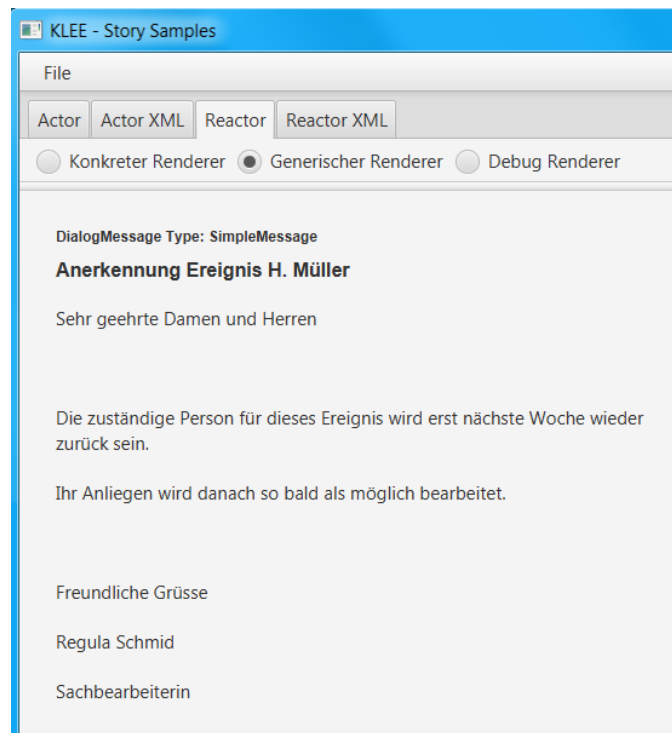 KLEE - Story Samples
File
Actor Actor XML Reactor Reactor XML
Konkreter Renderer Generischer Renderer Debug Renderer
DialogMessage Type: SimpleMessage
Anerkennung Ereignis H. Müller
Sehr geehrte Damen und Herren
Die zuständige Person für dieses Ereignis wird erst nächste Woche wieder
zurück sein.
Ihr Anliegen wird danach so bald als möglich bearbeitet.
Freundliche Grüsse
Regula Schmid
Sachbearbeiterin